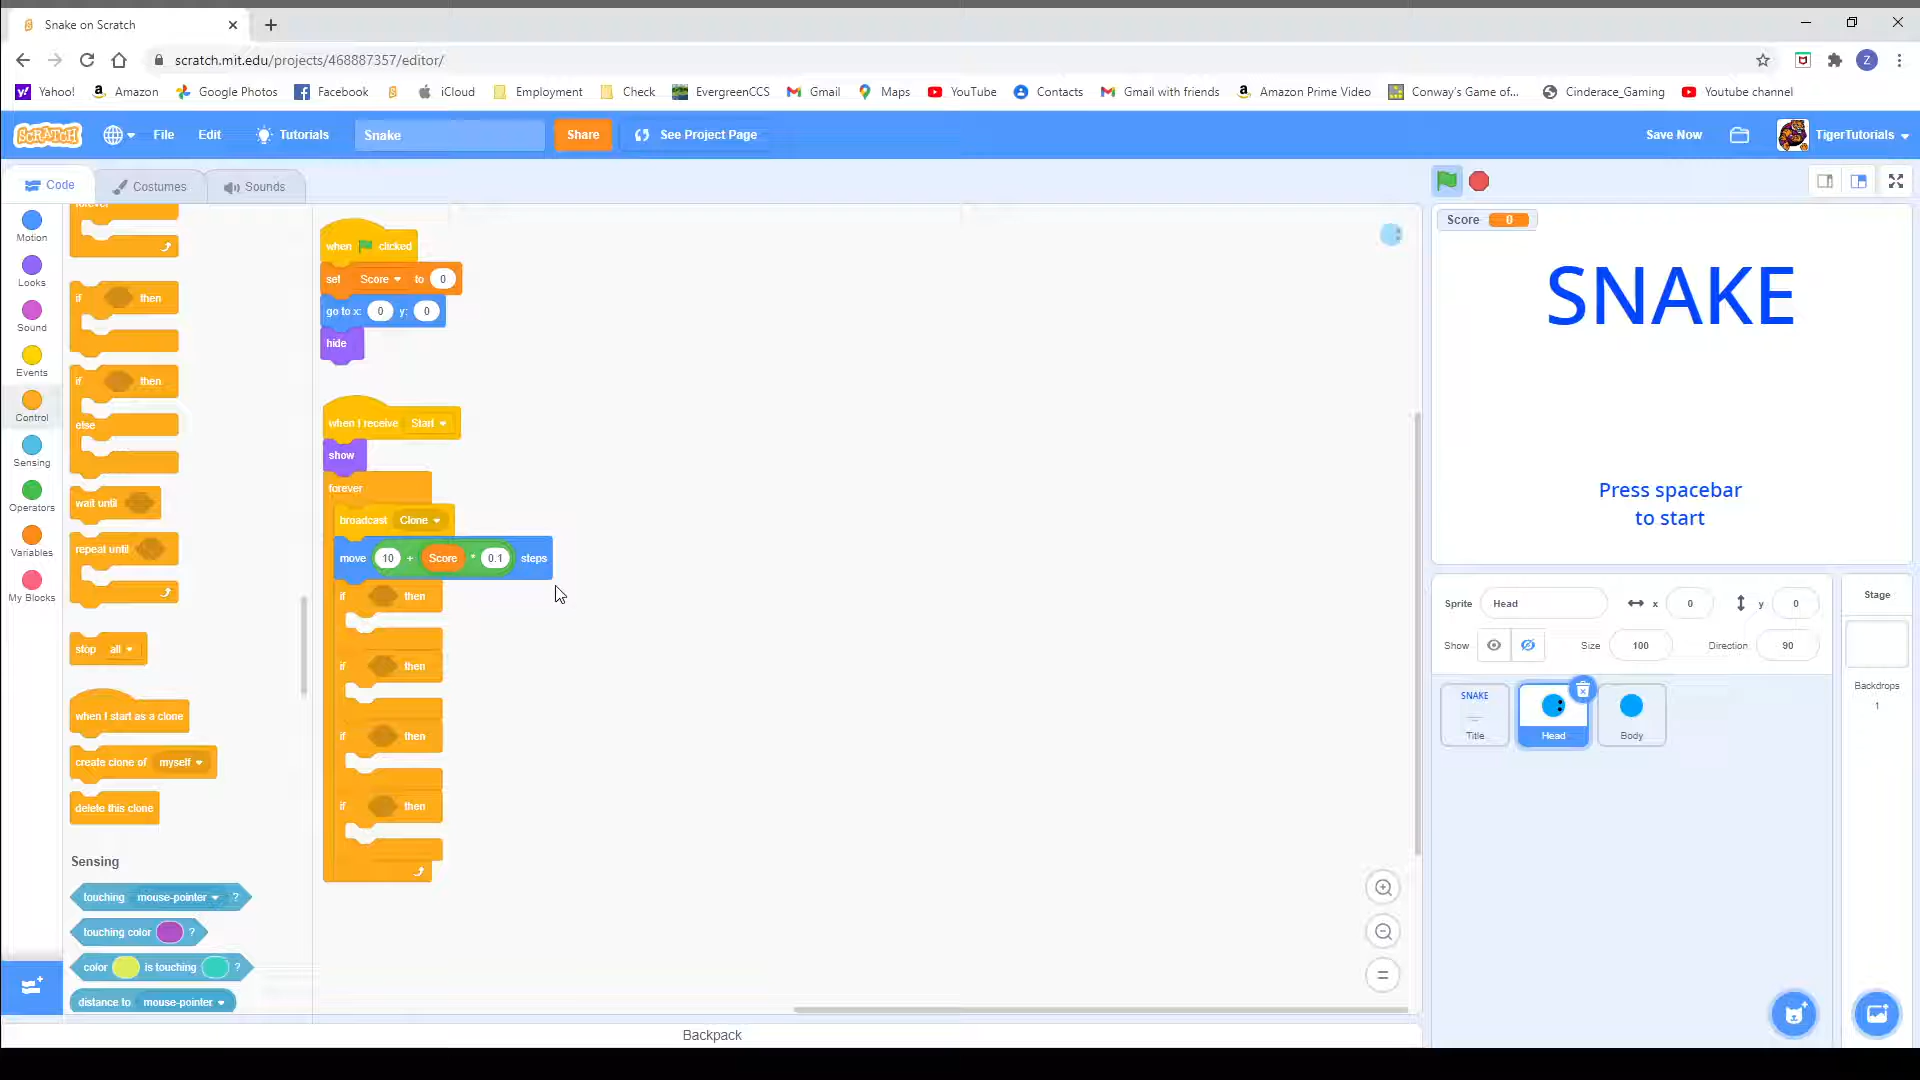 Snake on Scratch
scratch.mit.edu/projects/468887357/editor/
Yahoo! Amazon Google Photos Facebook iCloud Employment Check EvergreenCCS Gmail Maps YouTube Contacts Gmail with friends Amazon Prime Video Conway's Game of... Cinderace_Gaming Youtube channel
SCRATCH File Edit Tutorials Snake Share See Project Page Save Now TigerTutorials
Code Costumes Sounds
Motion
Looks
Sound
Events
Control
Sensing
Operators
Variables
My Blocks
forever
if then
if then
else
wait until
repeat until
stop all
when I start as a clone
create clone of myself
delete this clone
Sensing
touching mouse-pointer ?
touching color ?
color is touching ?
distance to mouse-pointer
when clicked
set Score to 0
go to x: 0 y: 0
hide
when I receive Start
show
forever
broadcast Clone
move 10 + Score * 0.1 steps
if then
if then
if then
if then
Backpack
Score 0
SNAKE
Press spacebar
to start
Sprite Head x 0 y 0
Show Size 100 Direction 90
SNAKE
Title
Head
Body
Stage
Backdrops
1
Z